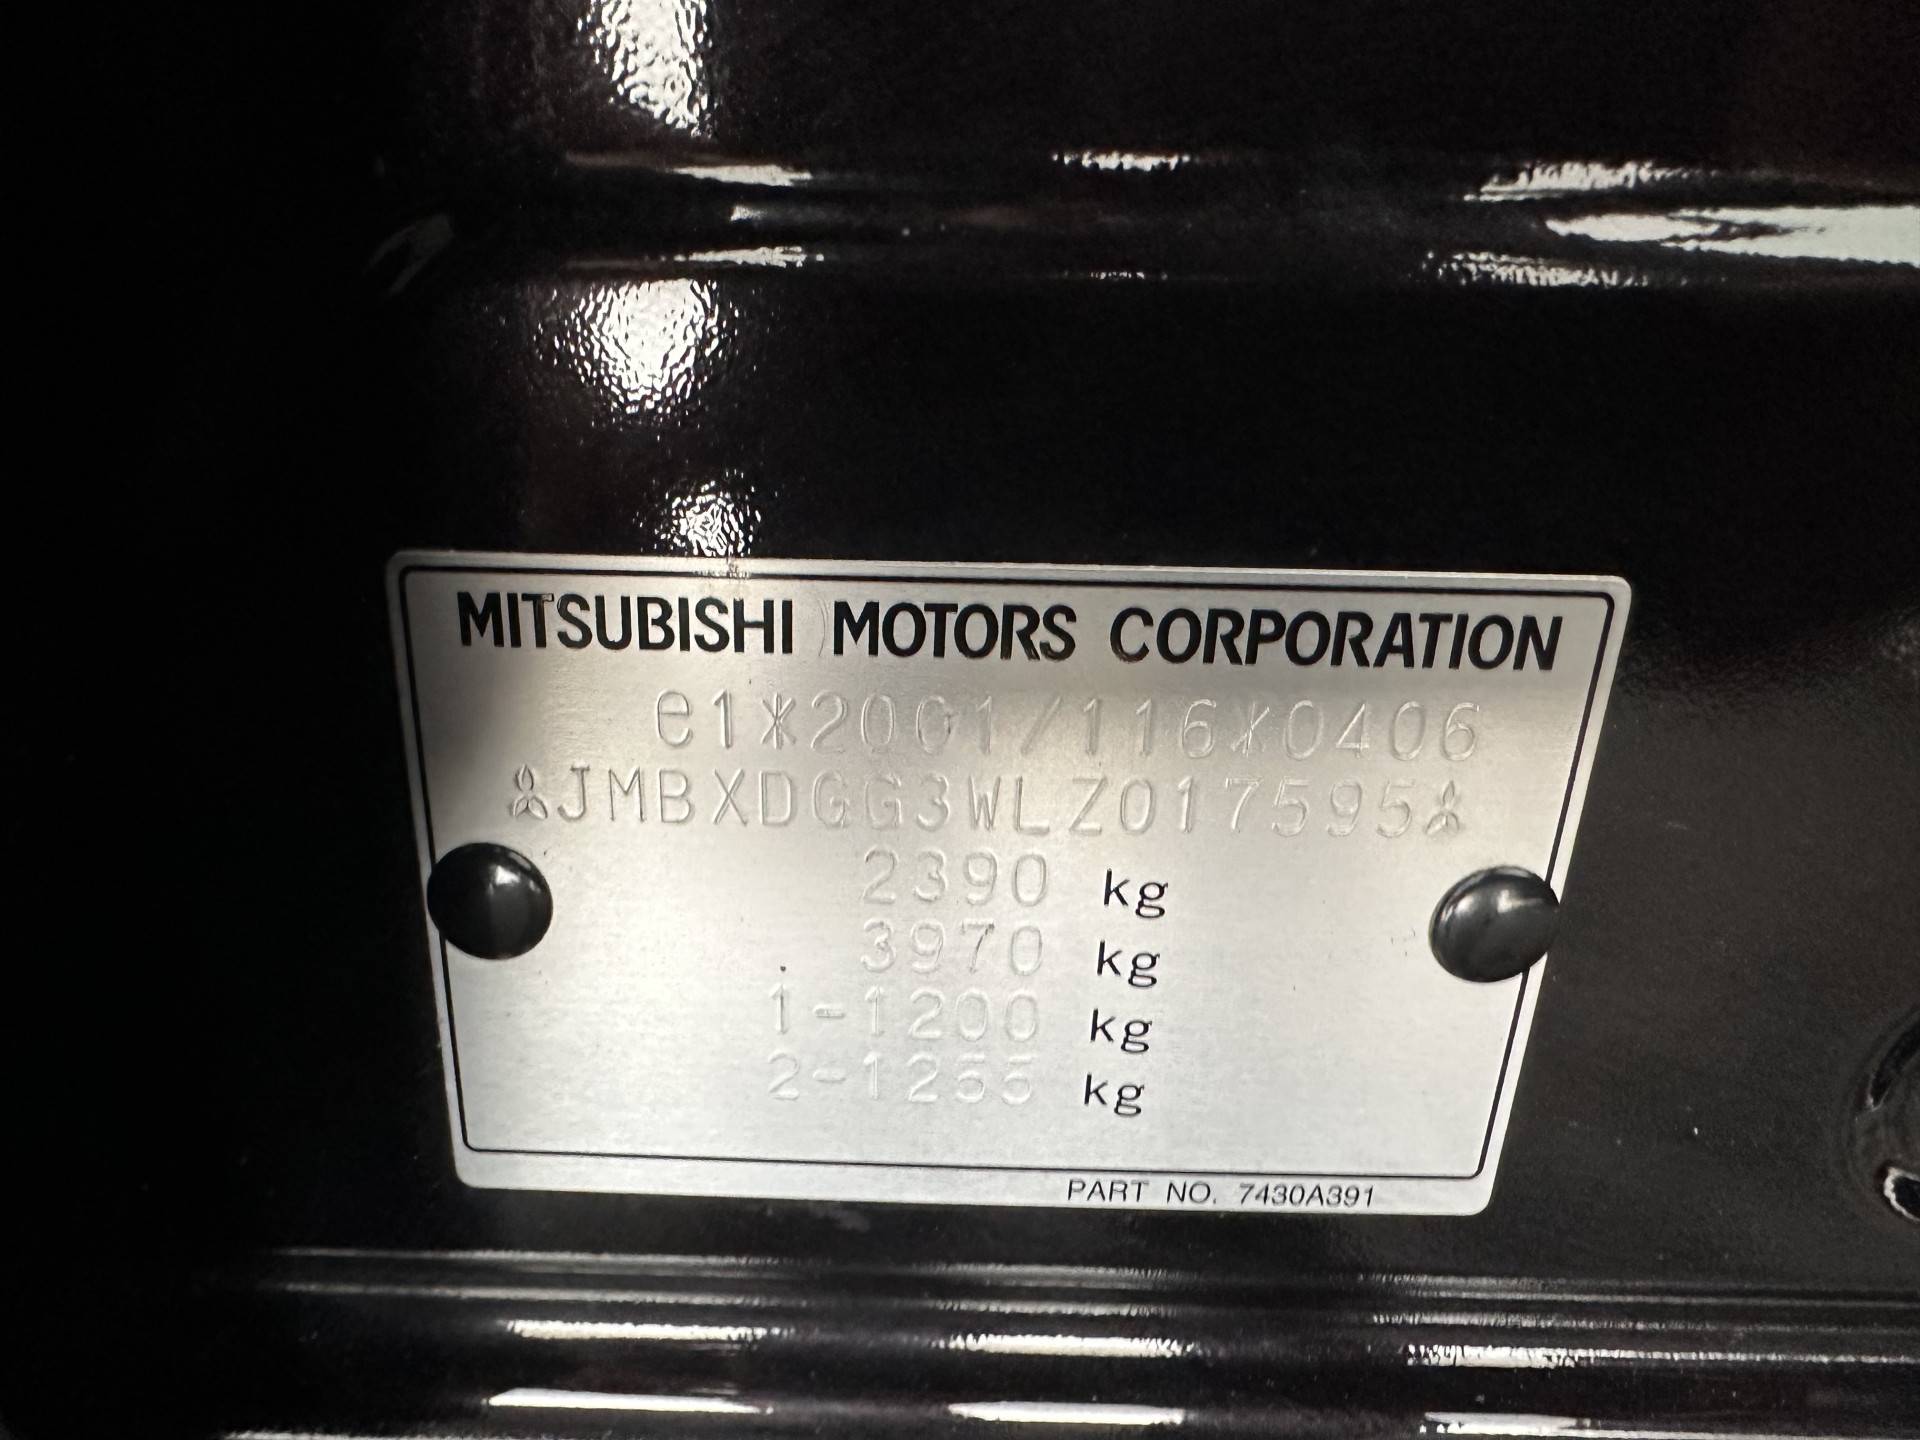 MITSUBISHI MOTORS CORPORATION
e1*2001/116*0406
JMBXDGG3WLZ017595
2390 kg
3970 kg
1-1200 kg
2-1255 kg
PART NO. 7430A391